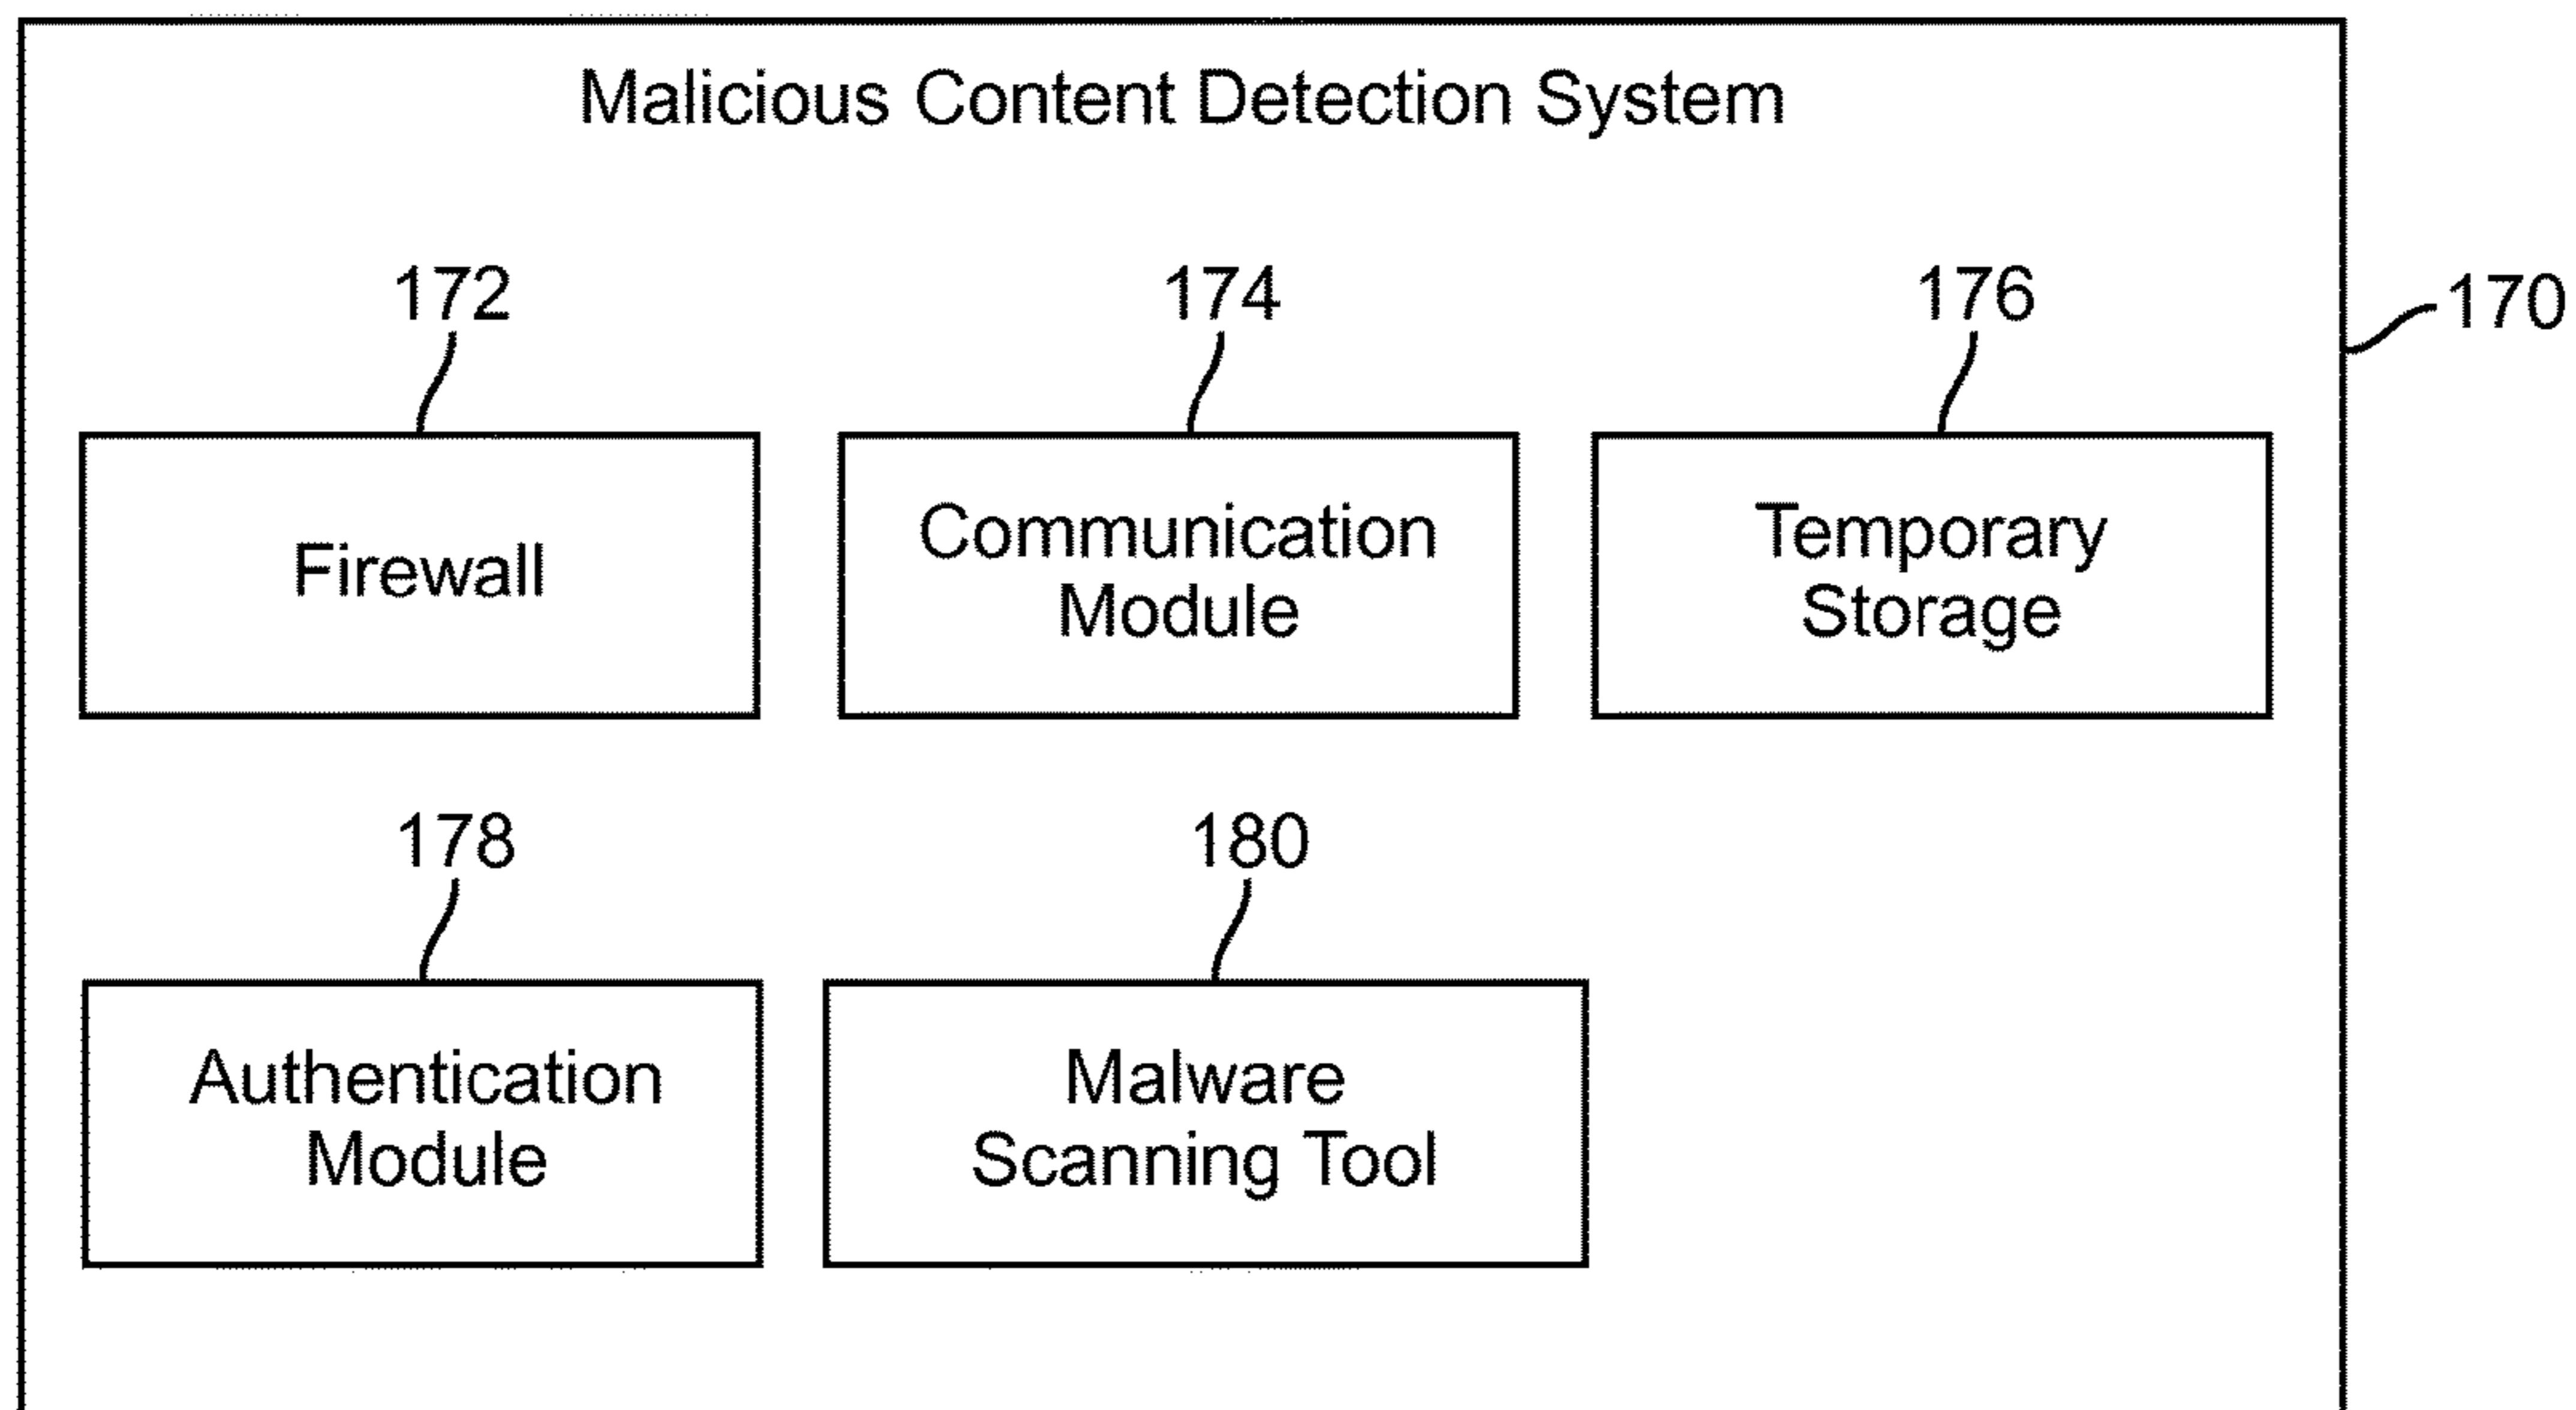 Malicious Content Detection System
172
174
176
170
Firewall
Communication
Module
Temporary
Storage
178
180
Authentication
Module
Malware
Scanning Tool